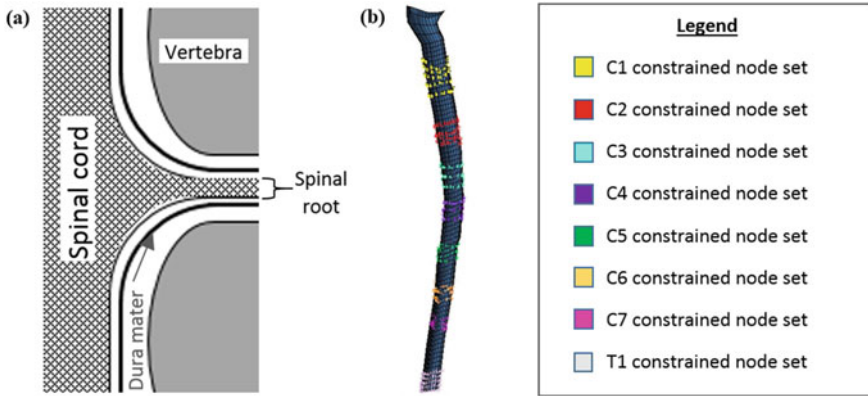 (a)
Vertebra
Spinal cord
Dura mater
Spinal
root
(b)
Legend
C1 constrained node set
C2 constrained node set
C3 constrained node set
C4 constrained node set
C5 constrained node set
C6 constrained node set
C7 constrained node set
T1 constrained node set